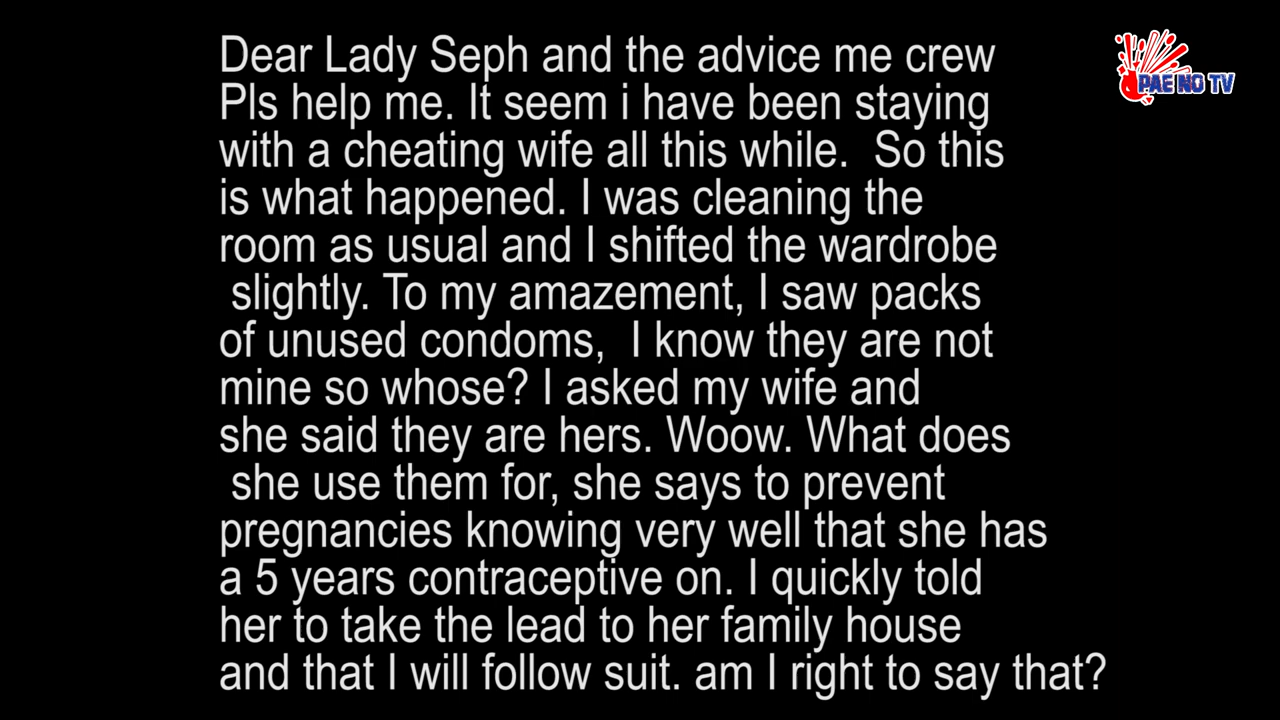 Dear Lady Seph and the advice me crew
Pls help me. It seem i have been staying
with a cheating wife all this while.  So this
is what happened. I was cleaning the
room as usual and I shifted the wardrobe
slightly. To my amazement, I saw packs
of unused condoms,  I know they are not
mine so whose? I asked my wife and
she said they are hers. Woow. What does
she use them for, she says to prevent
pregnancies knowing very well that she has
a 5 years contraceptive on. I quickly told
her to take the lead to her family house
and that I will follow suit. am I right to say that?
PAE NO TV